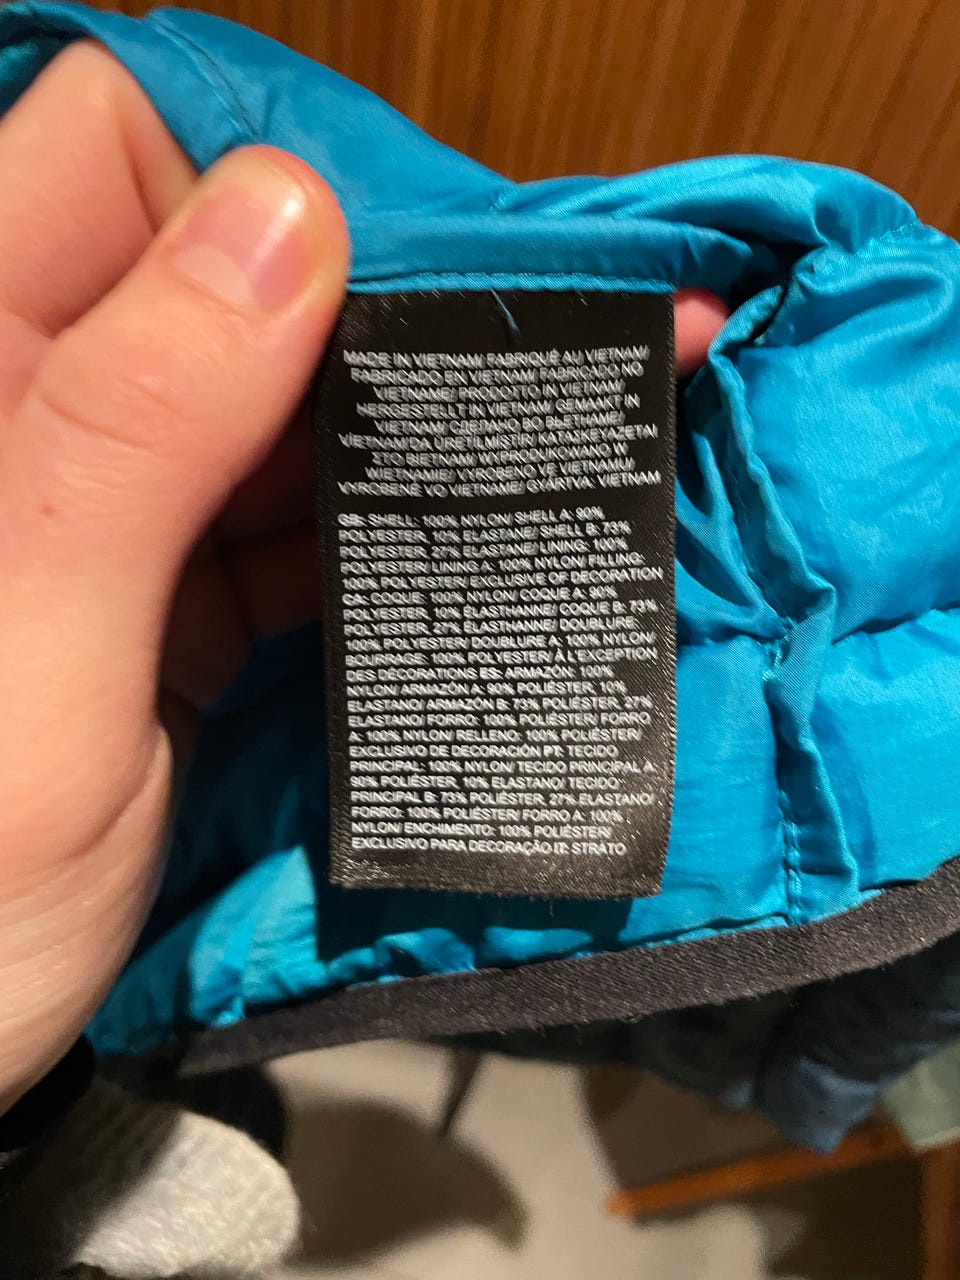 MADE IN VIETNAM/ FABRIQUÉ AU VIETNAM/
FABRICADO EN VIETNAM/ FABRICADO NO
VIETNAME/ PRODOTTO IN VIETNAM/
HERGESTELLT IN VIETNAM/ GEMAAKT IN
VIETNAM/ СДЕЛАНО ВО ВЬЕТНАМЕ/
VİETNAM'DA ÜRETİLMİŞTİR/ ΚΑΤΑΣΚΕΥΑΖΕΤΑΙ
ΣΤΟ ΒΙΕΤΝΑΜ/ WYPRODUKOWANO W
WIETNAMIE/ VYROBENO VE VIETNAMU/
VYROBENÉ VO VIETNAME/ GYÁRTVA: VIETNAM
GB: SHELL: 100% NYLON/ SHELL A: 90%
POLYESTER, 10% ELASTANE/ SHELL B: 73%
POLYESTER, 27% ELASTANE/ LINING: 100%
POLYESTER/ LINING A: 100% NYLON/ FILLING:
100% POLYESTER/ EXCLUSIVE OF DECORATION
CA: COQUE: 100% NYLON/ COQUE A: 90%
POLYESTER, 10% ÉLASTHANNE/ COQUE B: 73%
POLYESTER, 27% ÉLASTHANNE/ DOUBLURE:
100% POLYESTER/ DOUBLURE A: 100% NYLON/
BOURRAGE: 100% POLYESTER/ À L'EXCEPTION
DES DÉCORATIONS ES: ARMAZÓN: 100%
NYLON/ ARMAZÓN A: 90% POLIÉSTER, 10%
ELASTANO/ ARMAZÓN B: 73% POLIÉSTER, 27%
ELASTANO/ FORRO: 100% POLIÉSTER/ FORRO
A: 100% NYLON/ RELLENO: 100% POLIÉSTER/
EXCLUSIVO DE DECORACIÓN PT: TECIDO
PRINCIPAL: 100% NYLON/ TECIDO PRINCIPAL A:
90% POLIÉSTER, 10% ELASTANO/ TECIDO
PRINCIPAL B: 73% POLIÉSTER, 27% ELASTANO/
FORRO: 100% POLIÉSTER/ FORRO A: 100%
NYLON/ ENCHIMENTO: 100% POLIÉSTER/
EXCLUSIVO PARA DECORAÇÃO IT: STRATO